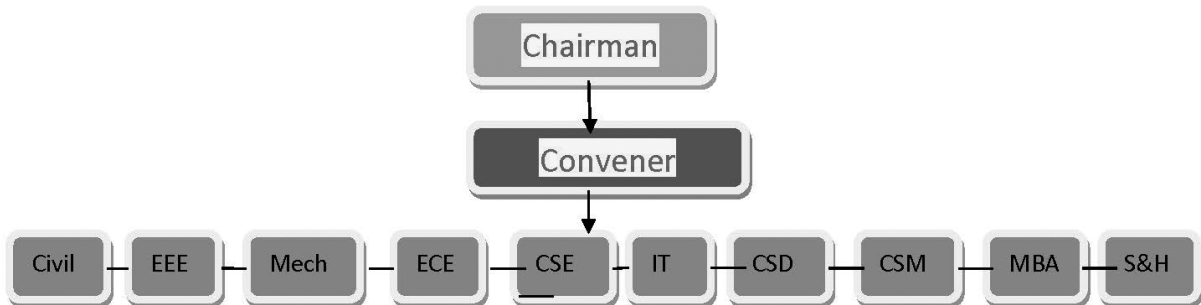 Chairman
Convener
Civil EEE Mech ECE CSE IT CSD CSM MBA S&H